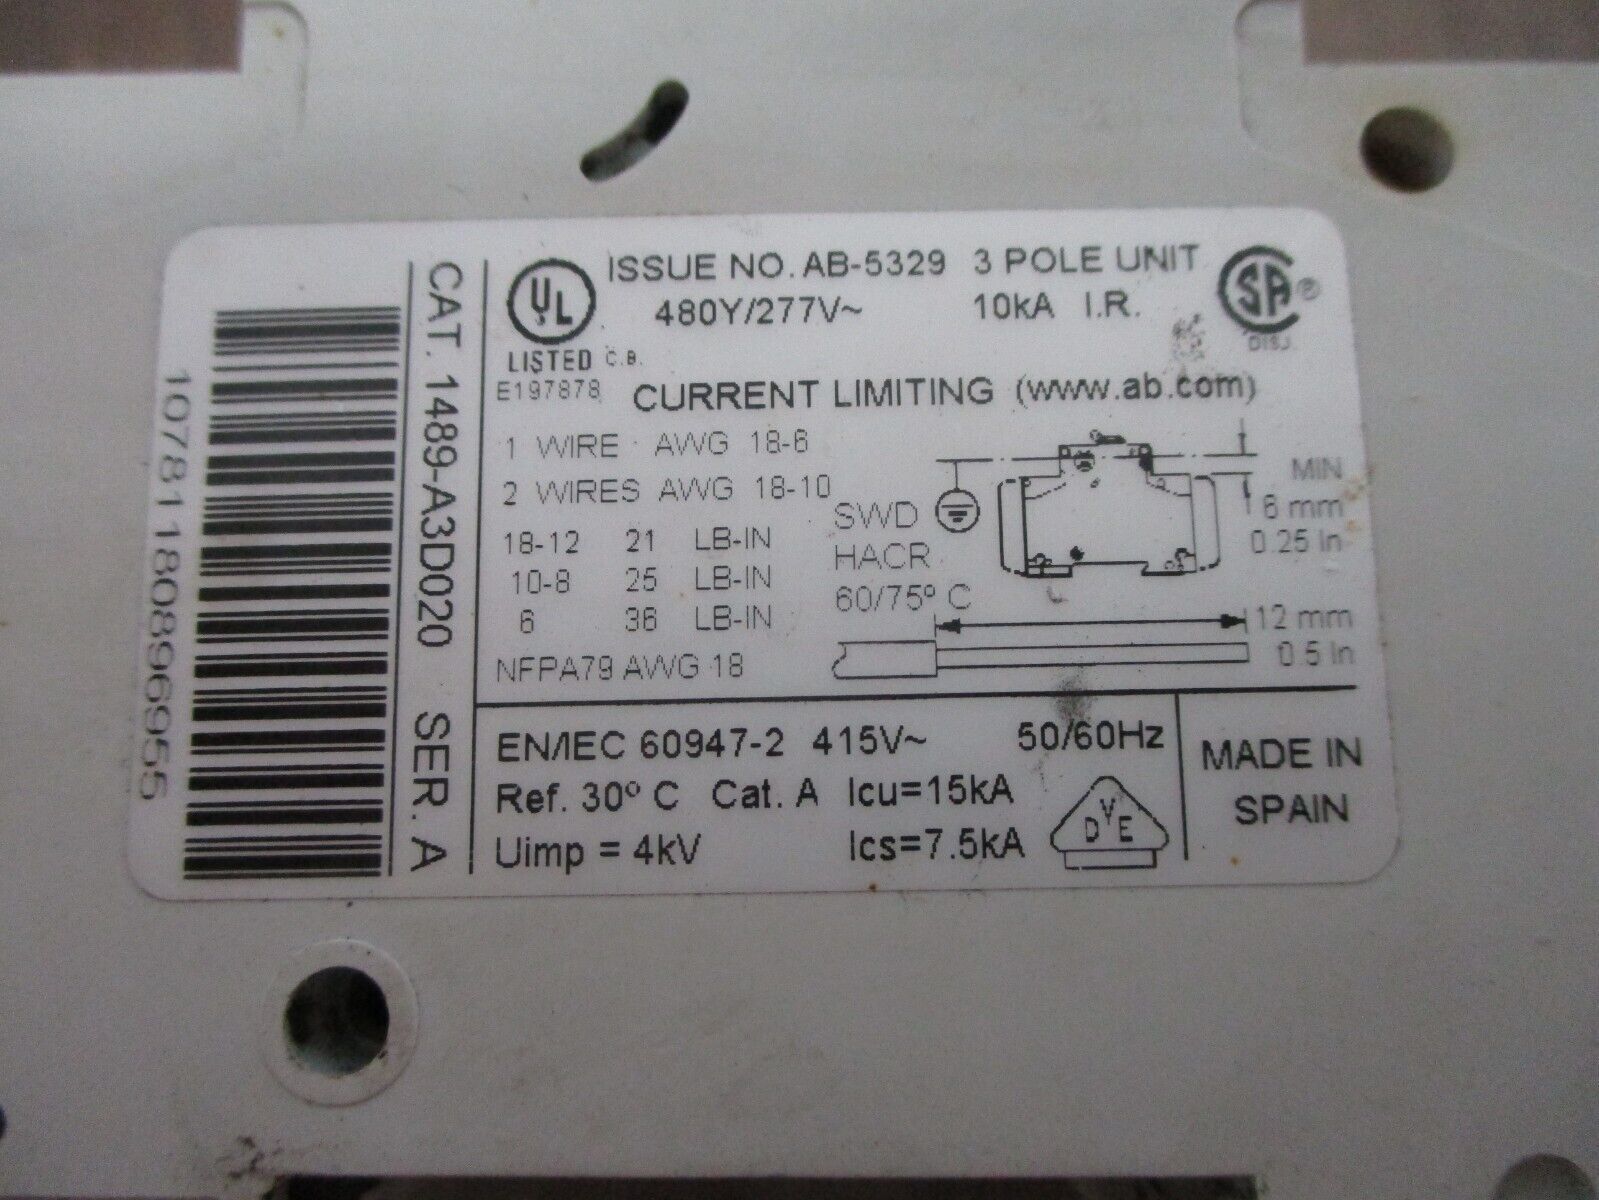 10781180896955
CAT. 1489-A3D020 SER. A
UL
LISTED C.B.
E197878
ISSUE NO. AB-5329 3 POLE UNIT
480Y/277V~ 10kA I.R.
SA ®
DISJ.
CURRENT LIMITING (www.ab.com)
1 WIRE AWG 18-6
2 WIRES AWG 18-10
18-12 21 LB-IN
10-8 25 LB-IN
6 36 LB-IN
NFPA79 AWG 18
SWD
HACR
60/75° C
MIN
6 mm
0.25 In
12 mm
0.5 In
EN/IEC 60947-2 415V~ 50/60Hz
Ref. 30° C Cat. A Icu=15kA
Uimp = 4kV Ics=7.5kA
DVE
MADE IN
SPAIN